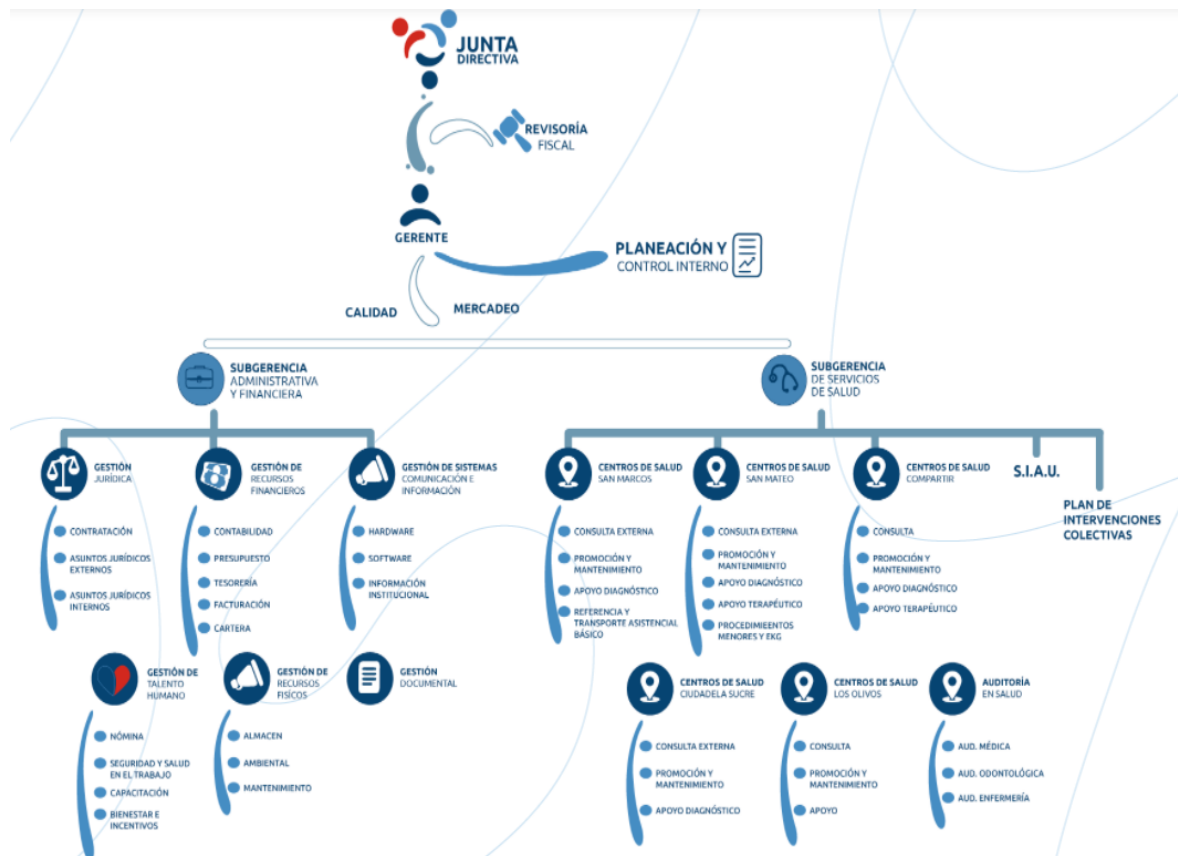 JUNTA
DIRECTIVA
REVISORÍA
FISCAL
GERENTE
PLANEACIÓN Y
CONTROL INTERNO
CALIDAD
MERCADEO
SUBGERENCIA
ADMINISTRATIVA
Y FINANCIERA
SUBGERENCIA
DE SERVICIOS
DE SALUD
GESTIÓN
JURÍDICA
CONTRATACIÓN
ASUNTOS JURÍDICOS
EXTERNOS
ASUNTOS JURÍDICOS
INTERNOS
GESTIÓN DE
RECURSOS
FINANCIEROS
CONTABILIDAD
PRESUPUESTO
TESORERÍA
FACTURACIÓN
CARTERA
GESTIÓN DE SISTEMAS
COMUNICACIÓN E
INFORMACIÓN
HARDWARE
SOFTWARE
INFORMACIÓN
INSTITUCIONAL
CENTROS DE SALUD
SAN MARCOS
CONSULTA EXTERNA
PROMOCIÓN Y
MANTENIMIENTO
APOYO DIAGNÓSTICO
REFERENCIA Y
TRANSPORTE ASISTENCIAL
BÁSICO
CENTROS DE SALUD
SAN MATEO
CONSULTA EXTERNA
PROMOCIÓN Y
MANTENIMIENTO
APOYO DIAGNÓSTICO
APOYO TERAPÉUTICO
PROCEDIMIEENTOS
MENORES Y EKG
CENTROS DE SALUD
COMPARTIR
CONSULTA
PROMOCIÓN Y
MANTENIMIENTO
APOYO DIAGNÓSTICO
APOYO TERAPÉUTICO
S.I.A.U.
PLAN DE
INTERVENCIONES
COLECTIVAS
GESTIÓN DE
TALENTO
HUMANO
NÓMINA
SEGURIDAD Y SALUD
EN EL TRABAJO
CAPACITACIÓN
BIENESTAR E
INCENTIVOS
GESTIÓN DE
RECURSOS
FÍSICOS
ALMACEN
AMBIENTAL
MANTENIMIENTO
GESTIÓN
DOCUMENTAL
CENTROS DE SALUD
CIUDADELA SUCRE
CONSULTA EXTERNA
PROMOCIÓN Y
MANTENIMIENTO
APOYO DIAGNÓSTICO
CENTROS DE SALUD
LOS OLIVOS
CONSULTA
PROMOCIÓN Y
MANTENIMIENTO
APOYO
AUDITORÍA
EN SALUD
AUD. MÉDICA
AUD. ODONTOLÓGICA
AUD. ENFERMERÍA